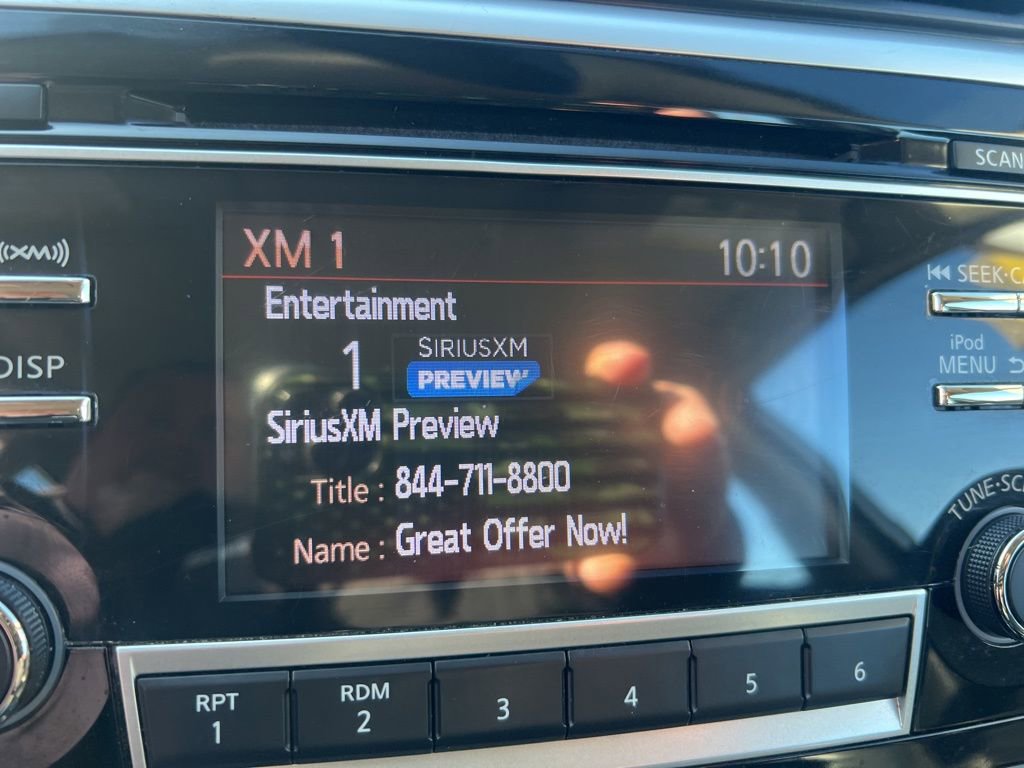 SCAN
((XM))
XM 1
10:10
SEEK·C
Entertainment
iPod
MENU
DISP
1
SIRIUSXM
PREVIEW
SiriusXM Preview
Title : 844-711-8800
TUNE·SC
Name : Great Offer Now!
RPT
1
RDM
2
3
4
5
6